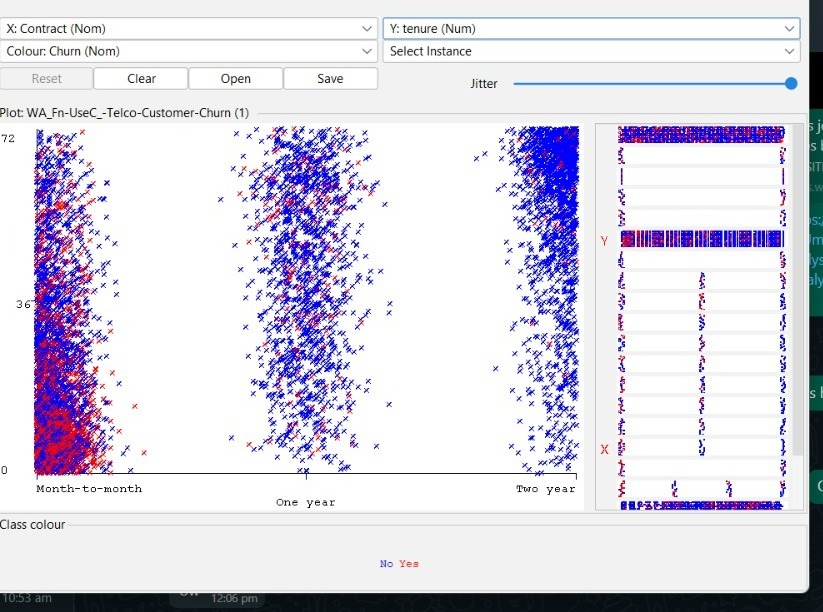 X: Contract (Nom)
Y: tenure (Num)
Colour: Churn (Nom)
Select Instance
Reset
Clear
Open
Save
Jitter
Plot: WA_Fn-UseC_-Telco-Customer-Churn (1)
72
36
0
Month-to-month
One year
Two year
Y
X
Class colour
No Yes
10:53 am
12:06 pm